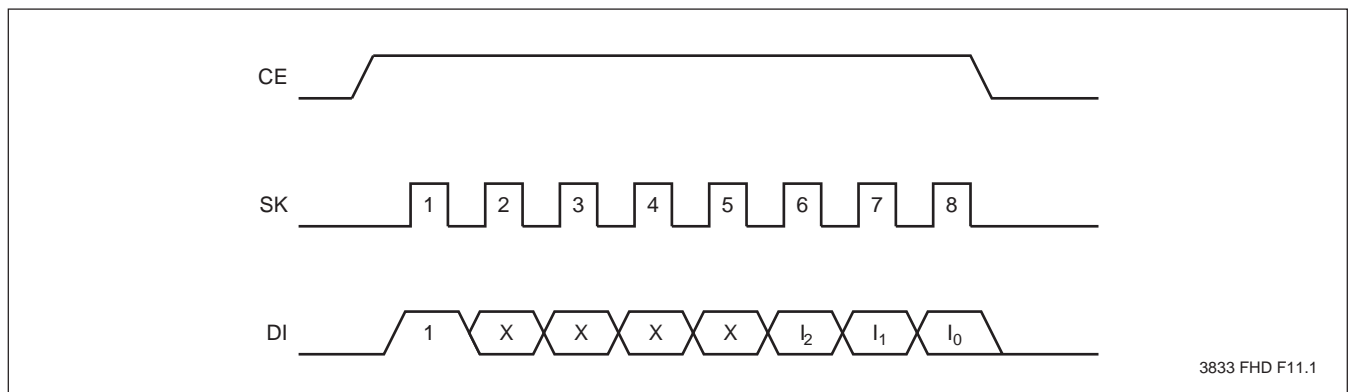 CE
SK 1 2 3 4 5 6 7 8
DI 1 X X X X I₂ I₁ I₀
3833 FHD F11.1